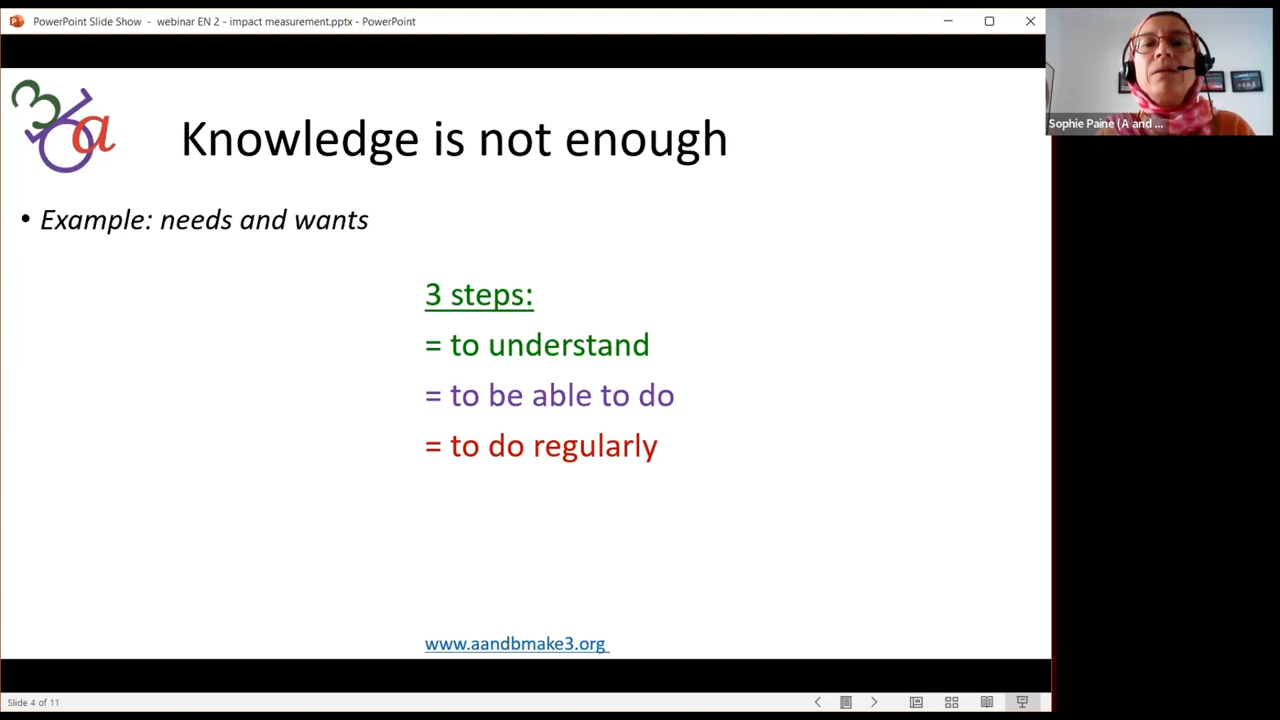 PowerPoint Slide Show - webinar EN 2 - impact measurement.pptx - PowerPoint
Sophie Paine (A and ...
36a
Knowledge is not enough
• Example: needs and wants
3 steps:
= to understand
= to be able to do
= to do regularly
www.aandbmake3.org
Slide 4 of 11